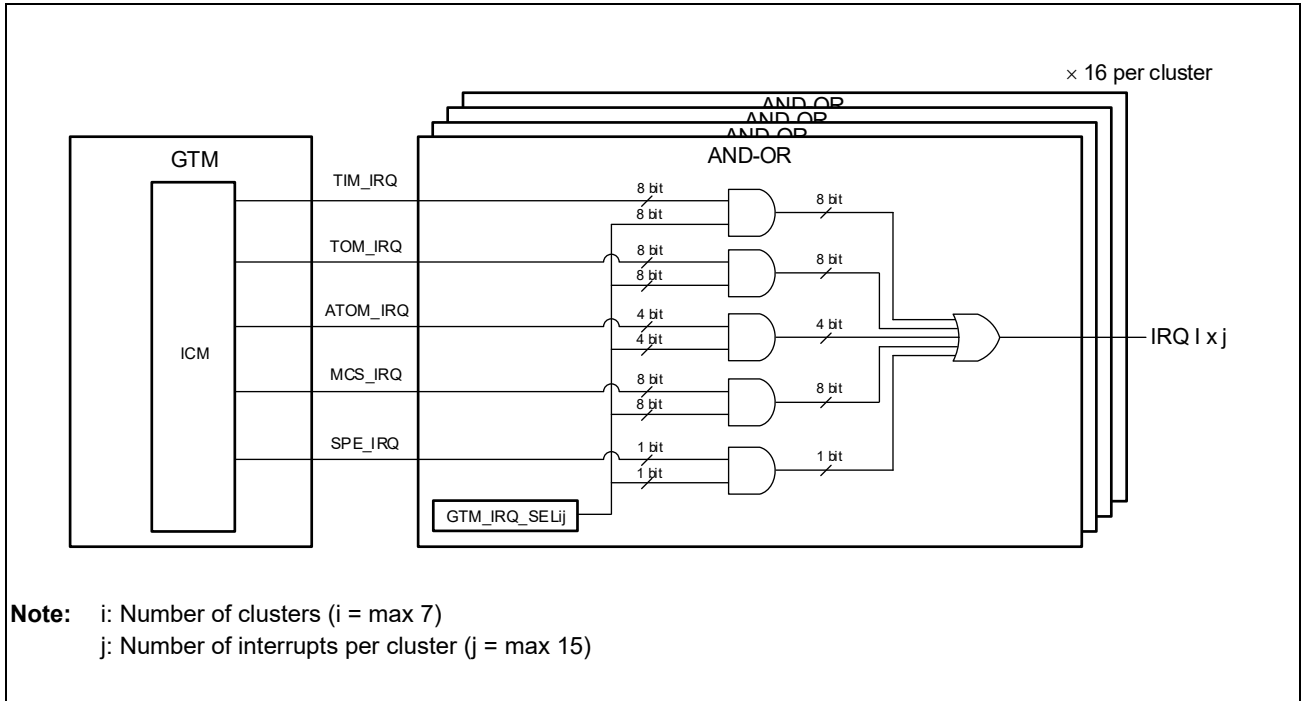 × 16 per cluster
AND-OR
AND-OR
AND-OR
AND-OR
GTM
ICM
TIM_IRQ
8 bit
8 bit
8 bit
TOM_IRQ
8 bit
8 bit
8 bit
ATOM_IRQ
4 bit
4 bit
4 bit
IRQ I x j
MCS_IRQ
8 bit
8 bit
8 bit
SPE_IRQ
1 bit
1 bit
1 bit
GTM_IRQ_SELij
Note: i: Number of clusters (i = max 7)
j: Number of interrupts per cluster (j = max 15)